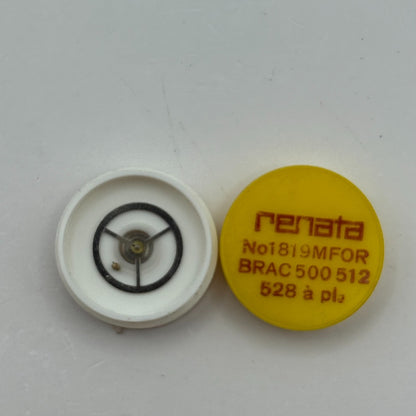 renata
No1819MFOR
BRAC 500 512
528 à pl.